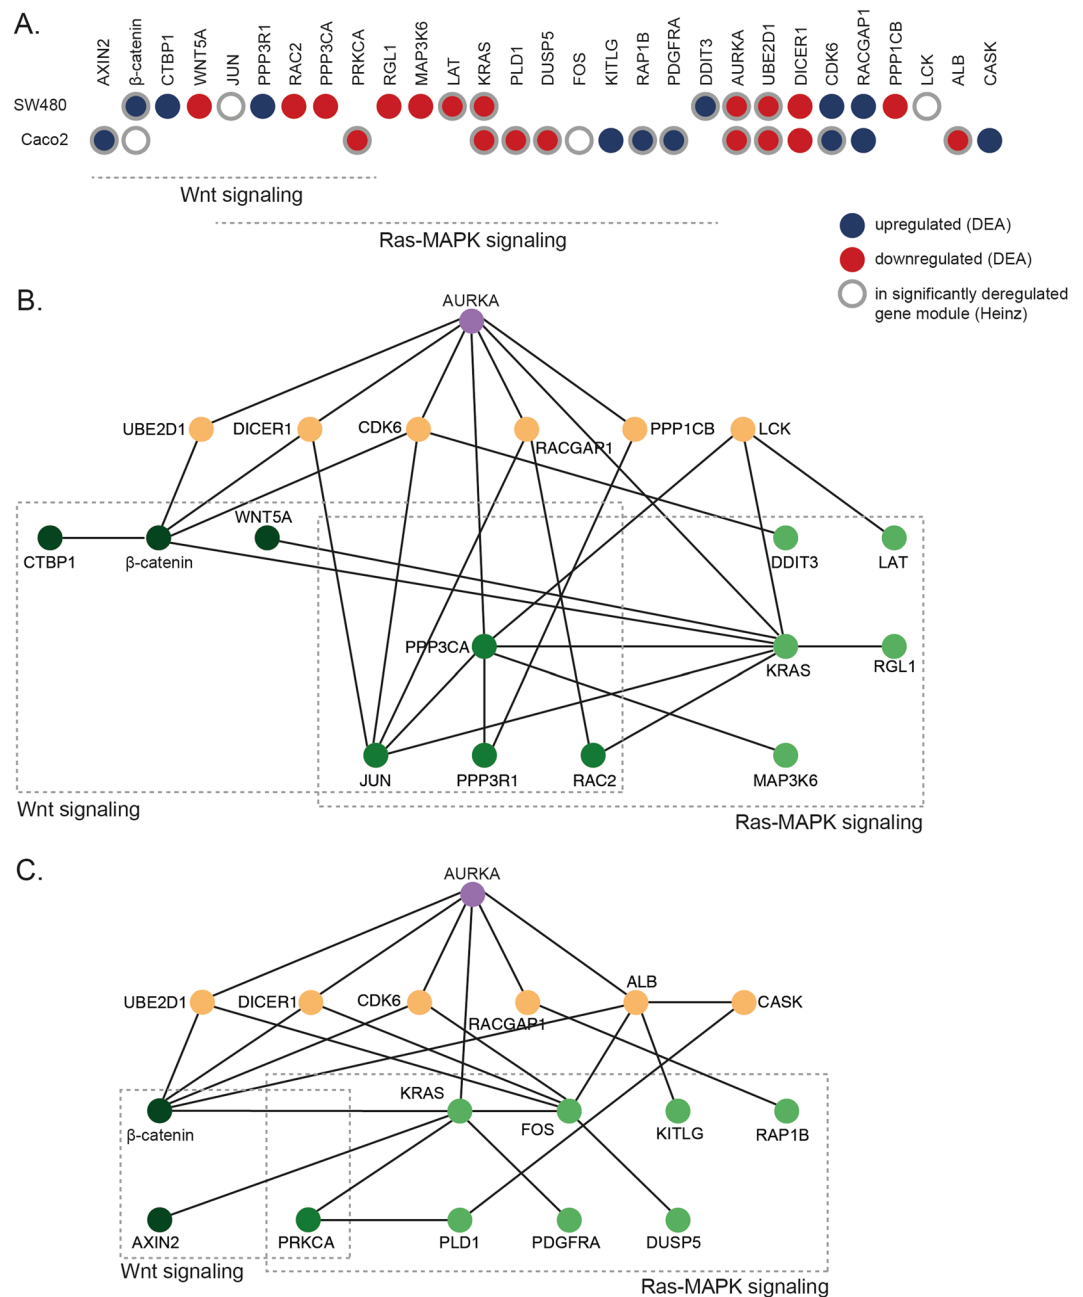 A.
AXIN2
β-catenin
CTBP1
WNT5A
JUN
PPP3R1
RAC2
PPP3CA
PRKCA
RGL1
MAP3K6
LAT
KRAS
PLD1
DUSP5
FOS
KITLG
RAP1B
PDGFRA
DDIT3
AURKA
UBE2D1
DICER1
CDK6
RACGAP1
PPP1CB
LCK
ALB
CASK
SW480
Caco2
Wnt signaling
Ras-MAPK signaling
upregulated (DEA)
downregulated (DEA)
in significantly deregulated
gene module (Heinz)
B.
AURKA
UBE2D1
DICER1
CDK6
RACGAP1
PPP1CB
LCK
WNT5A
CTBP1
β-catenin
DDIT3
LAT
PPP3CA
KRAS
RGL1
JUN
PPP3R1
RAC2
MAP3K6
Wnt signaling
Ras-MAPK signaling
C.
AURKA
UBE2D1
DICER1
CDK6
RACGAP1
ALB
CASK
KRAS
β-catenin
FOS
KITLG
RAP1B
AXIN2
PRKCA
PLD1
PDGFRA
DUSP5
Wnt signaling
Ras-MAPK signaling